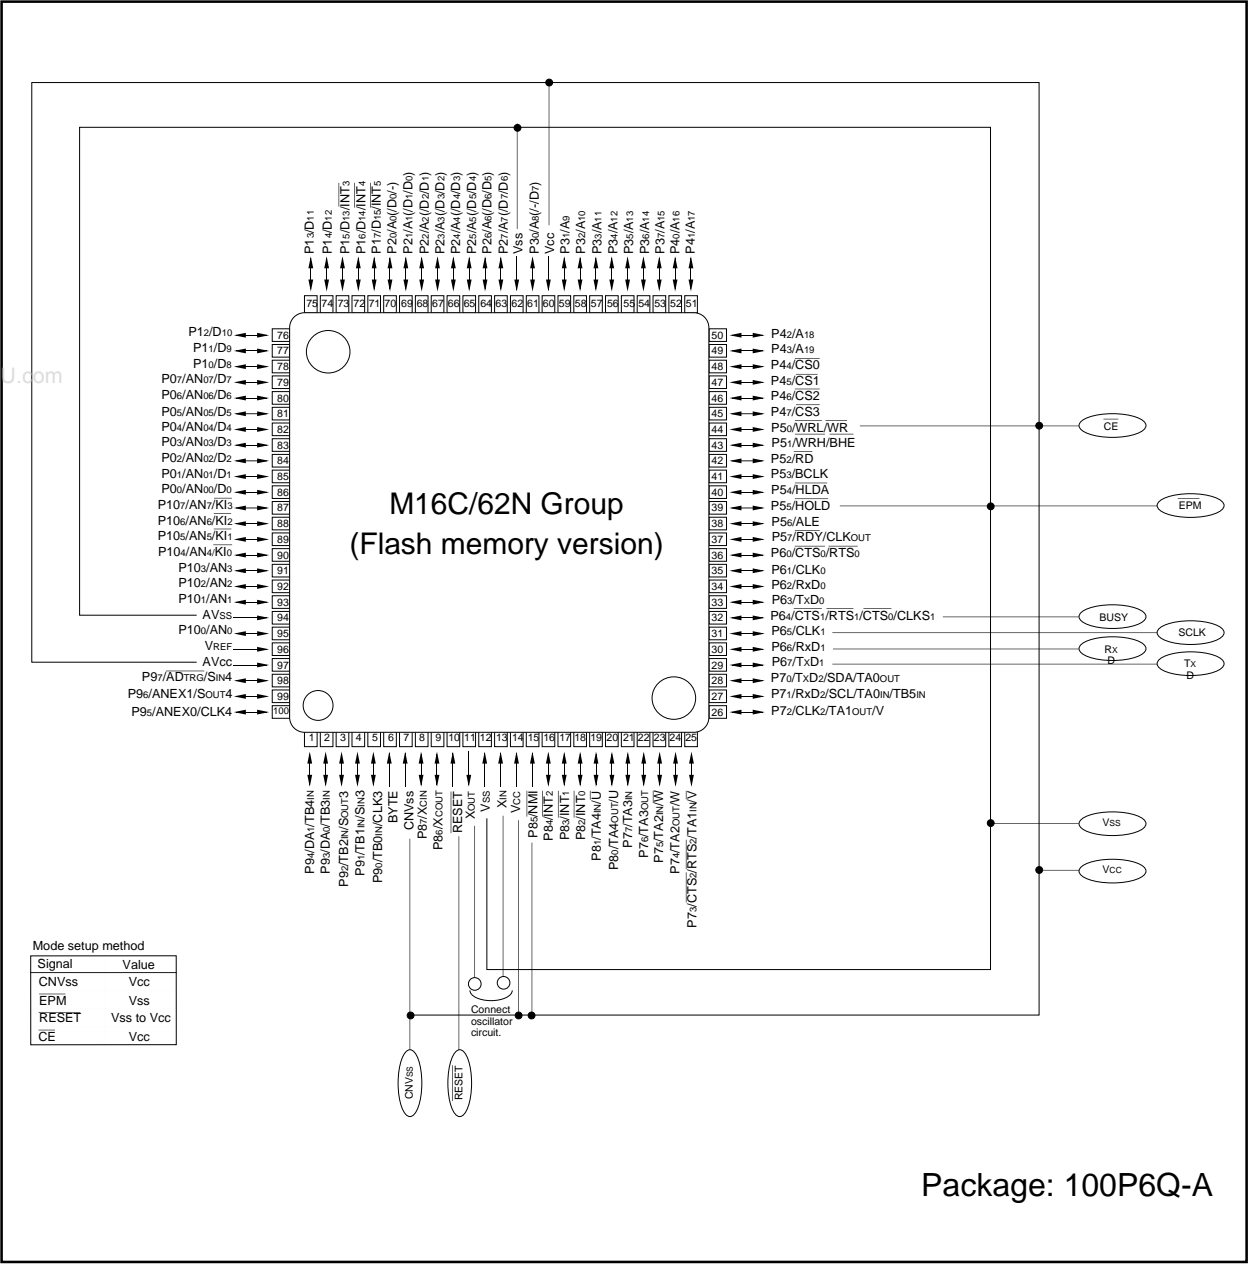 P13/D11
P14/D12
P15/D13/INT3
P16/D14/INT4
P17/D15/INT5
P20/A0(/D0/-)
P21/A1(/D1/D0)
P22/A2(/D2/D1)
P23/A3(/D3/D2)
P24/A4(/D4/D3)
P25/A5(/D5/D4)
P26/A6(/D6/D5)
P27/A7(/D7/D6)
Vss
P30/A8(/-/D7)
Vcc
P31/A9
P32/A10
P33/A11
P34/A12
P35/A13
P36/A14
P37/A15
P40/A16
P41/A17
75 74 73 72 71 70 69 68 67 66 65 64 63 62 61 60 59 58 57 56 55 54 53 52 51
P12/D10 76
P11/D9 77
P10/D8 78
U.com
P07/AN07/D7 79
P06/AN06/D6 80
P05/AN05/D5 81
P04/AN04/D4 82
P03/AN03/D3 83
P02/AN02/D2 84
P01/AN01/D1 85
P00/AN00/D0 86
P107/AN7/KI3 87
P106/AN6/KI2 88
P105/AN5/KI1 89
P104/AN4/KI0 90
P103/AN3 91
P102/AN2 92
P101/AN1 93
AVSS 94
P100/AN0 95
VREF 96
AVcc 97
P97/ADTRG/SIN4 98
P96/ANEX1/SOUT4 99
P95/ANEX0/CLK4 100
M16C/62N Group
(Flash memory version)
50 P42/A18
49 P43/A19
48 P44/CS0
47 P45/CS1
46 P46/CS2
45 P47/CS3
44 P50/WRL/WR CE
43 P51/WRH/BHE
42 P52/RD
41 P53/BCLK
40 P54/HLDA
39 P55/HOLD EPM
38 P56/ALE
37 P57/RDY/CLKOUT
36 P60/CTS0/RTS0
35 P61/CLK0
34 P62/RxD0
33 P63/TxD0
32 P64/CTS1/RTS1/CTS0/CLKS1 BUSY
31 P65/CLK1 SCLK
30 P66/RxD1 Rx
D
29 P67/TxD1 Tx
D
28 P70/TxD2/SDA/TA0OUT
27 P71/RxD2/SCL/TA0IN/TB5IN
26 P72/CLK2/TA1OUT/V
1 2 3 4 5 6 7 8 9 10 11 12 13 14 15 16 17 18 19 20 21 22 23 24 25
P94/DA1/TB4IN
P93/DA0/TB3IN
P92/TB2IN/SOUT3
P91/TB1IN/SIN3
P90/TB0IN/CLK3
BYTE
CNVss
P87/XCIN
P86/XCOUT
RESET
XOUT
VSS
XIN
VCC
P85/NMI
P84/INT2
P83/INT1
P82/INT0
P81/TA4IN/U
P80/TA4OUT/U
P77/TA3IN
P76/TA3OUT
P75/TA2IN/W
P74/TA2OUT/W
P73/CTS2/RTS2/TA1IN/V
Vss
Vcc
Connect
oscillator
circuit.
CNVss
RESET
Mode setup method
Signal Value
CNVss Vcc
EPM Vss
RESET Vss to Vcc
CE Vcc
Package: 100P6Q-A